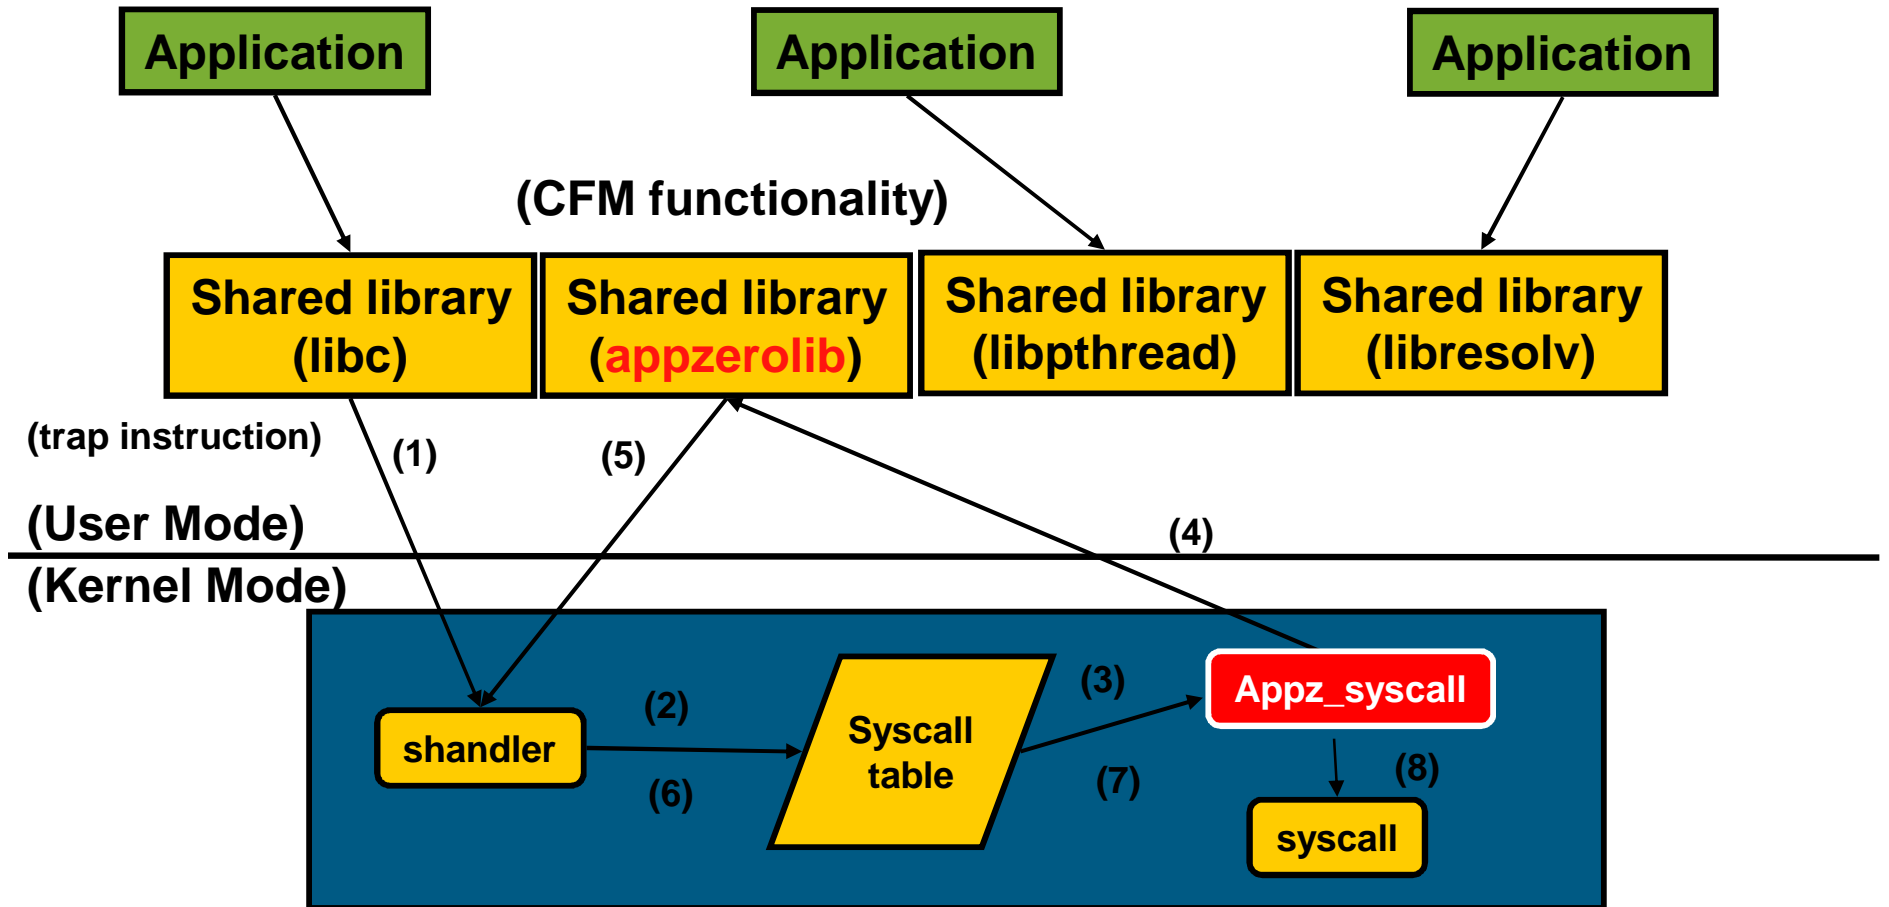 Application
Application
Application
(CFM functionality)
Shared library
(libc)
Shared library
(appzerolib)
Shared library
(libpthread)
Shared library
(libresolv)
(trap instruction)
(1)
(5)
(User Mode)
(4)
(Kernel Mode)
(2)
(3)
Appz_syscall
shandler
Syscall
table
(6)
(7)
(8)
syscall